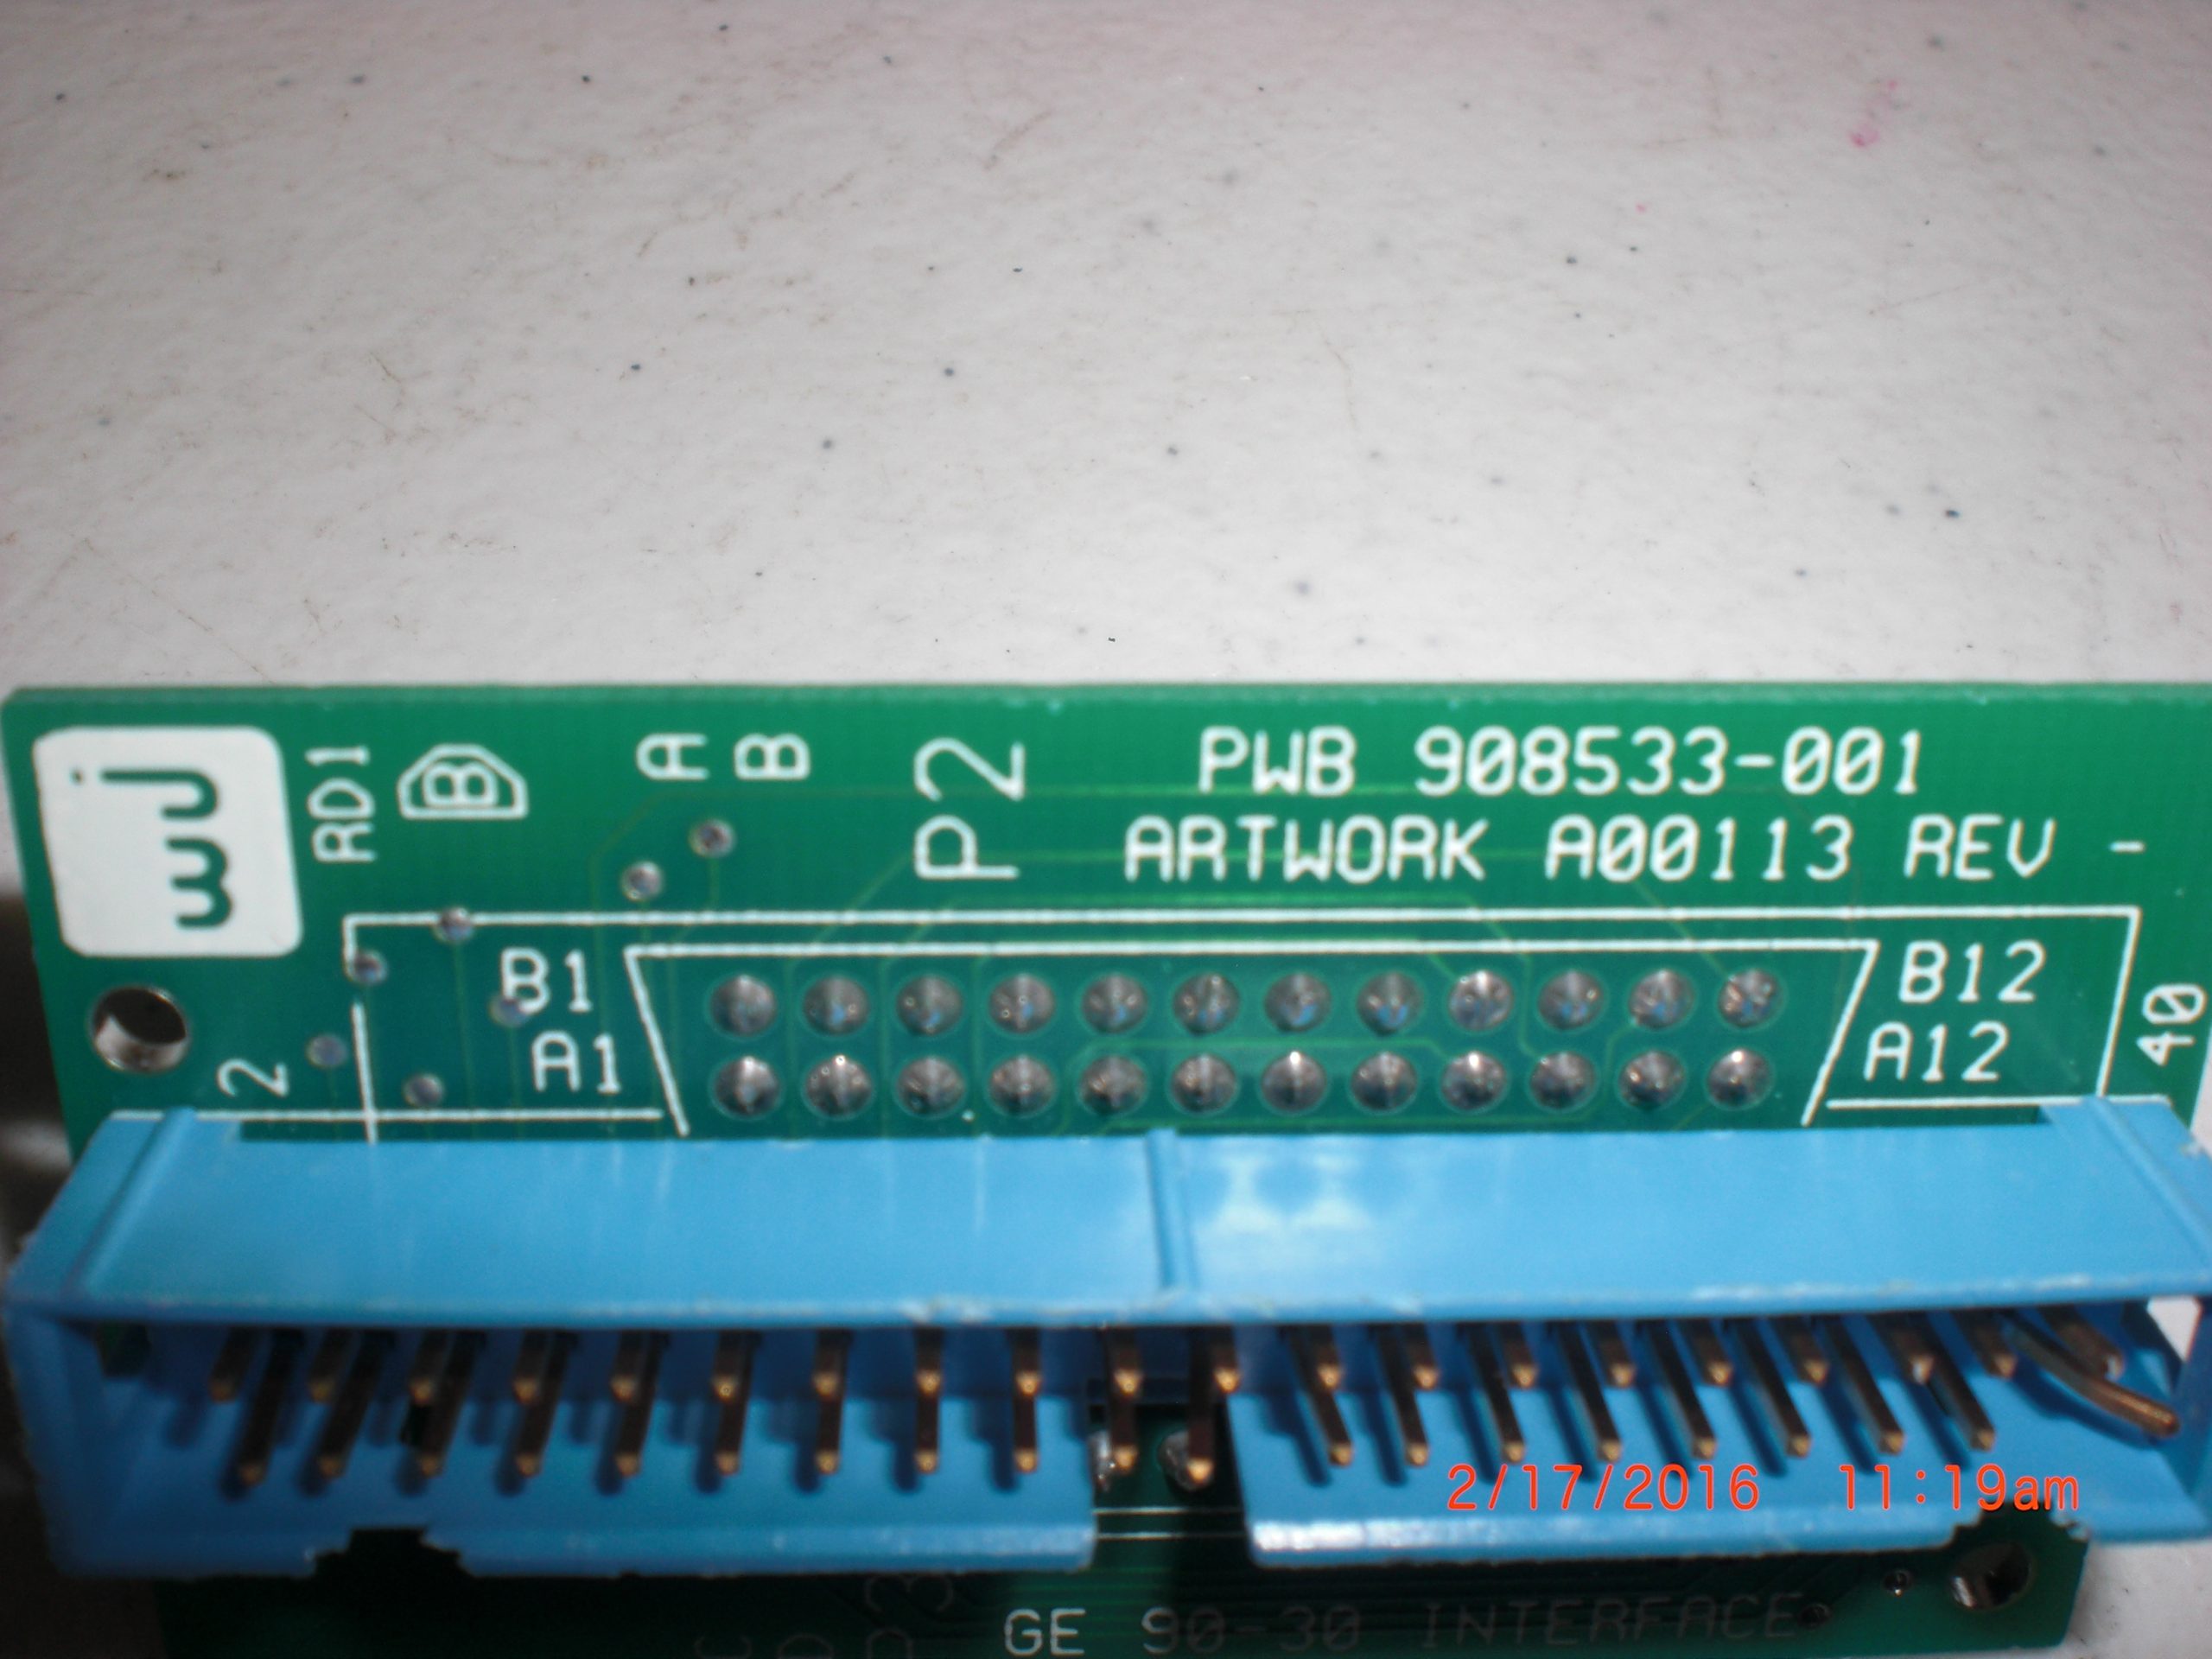 wj
RD1
B
A
B
P2
PWB 908533-001
ARTWORK A00113 REV -
B1
B12
A1
A12
2
40
2/17/2016 11:19am
GE 90-30 INTERFACE